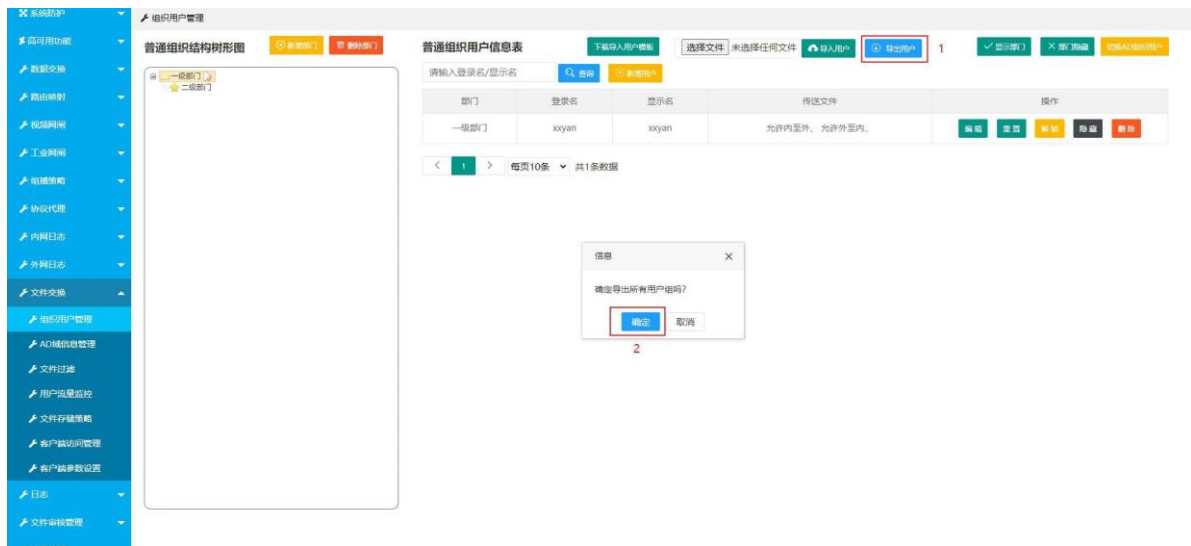 系统防护
高可用功能
数据交换
路由映射
视频网闸
工业网闸
组播策略
协议代理
内网日志
外网日志
文件交换
组织用户管理
AD域信息管理
文件过滤
用户流量监控
文件存储策略
客户端访问管理
客户端参数设置
日志
文件审核管理
组织用户管理
普通组织结构树形图
新增部门 删除部门
一级部门
二级部门
普通组织用户信息表 下载导入用户模板 选择文件 未选择任何文件 导入用户 导出用户 1 显示部门 部门隐藏
请输入登录名/显示名 查询 新增用户
部门 登录名 显示名 传送文件 操作
一级部门 xxyan xxyan 允许内至外、允许外至内、 编辑 重置 解锁 隐藏 删除
1 每页10条 共1条数据
信息
确定导出所有用户组吗?
确定 取消
2